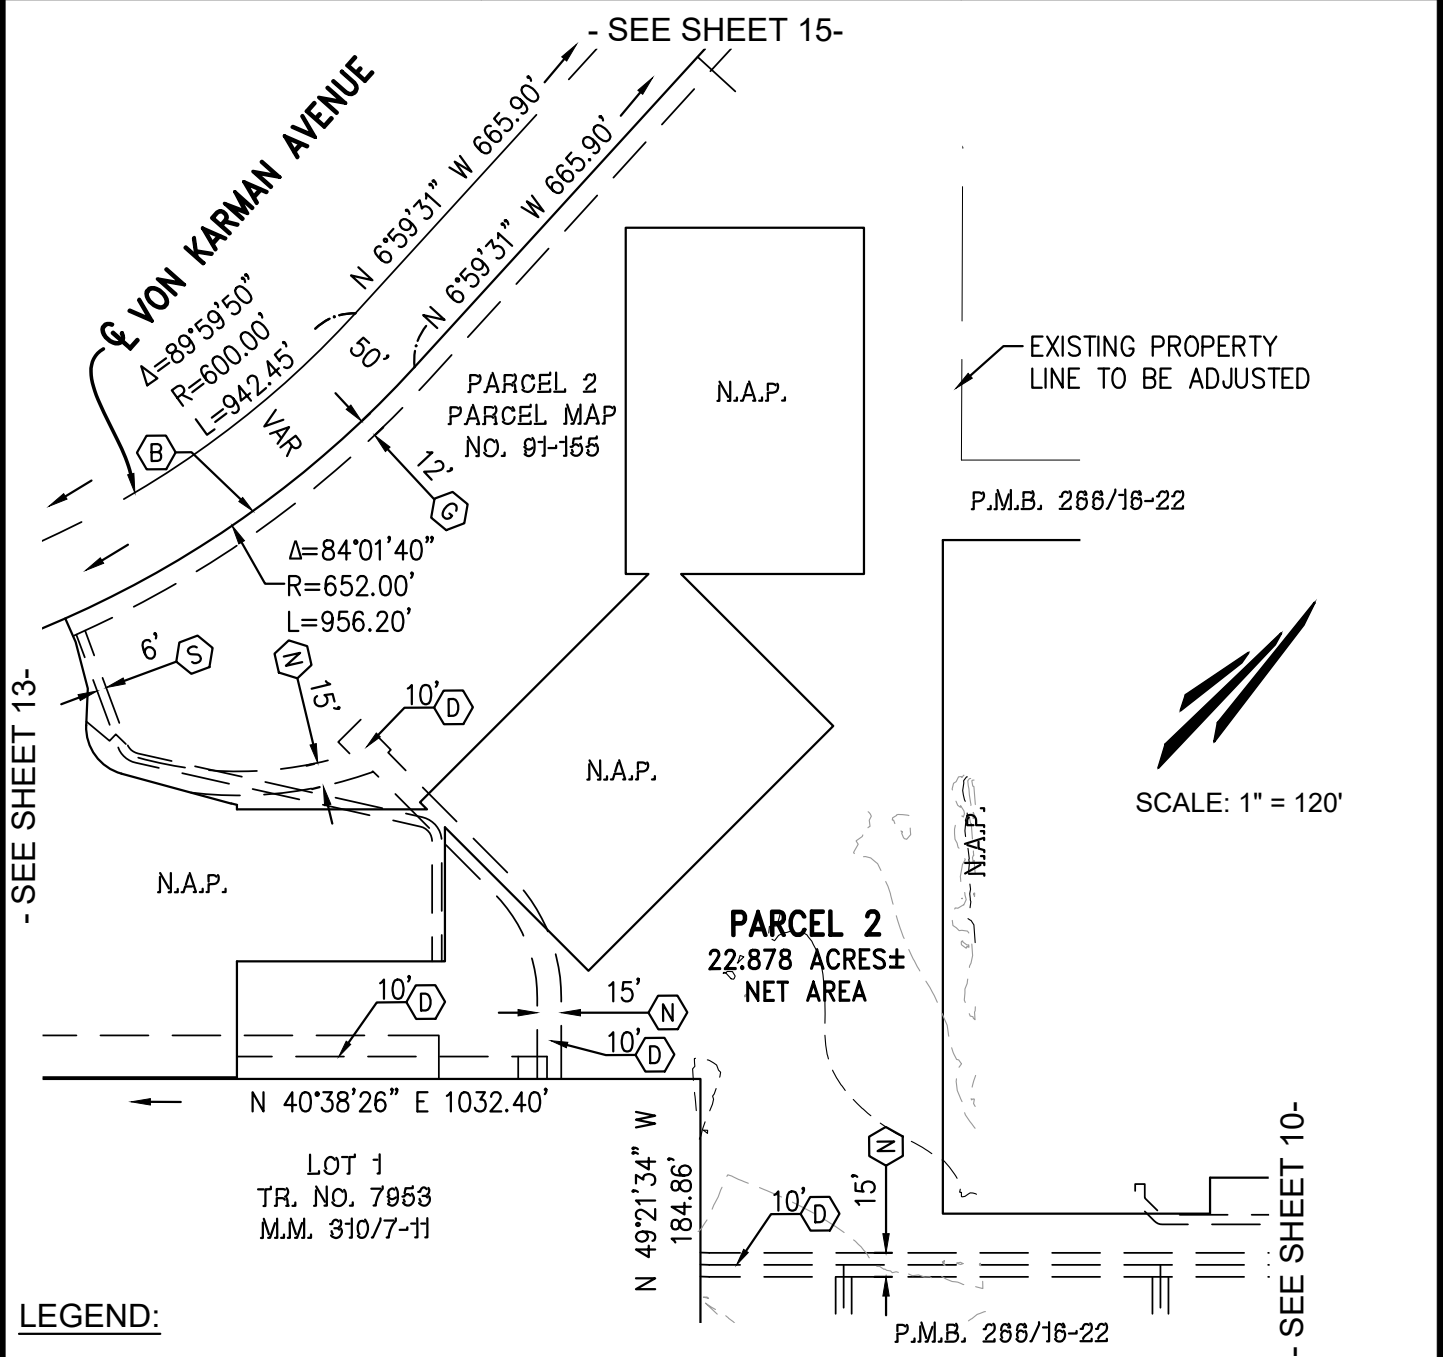 - SEE SHEET 15-
℄ VON KARMAN AVENUE
N 6°59'31" W 665.90'
N 6°59'31" W 665.90'
Δ=89°59'50"
R=600.00'
L=942.45'
50'
VAR
B
PARCEL 2
PARCEL MAP
NO. 91-155
12'
G
N.A.P.
EXISTING PROPERTY
LINE TO BE ADJUSTED
P.M.B. 266/16-22
Δ=84°01'40"
R=652.00'
L=956.20'
6'
S
N
15'
10'
D
- SEE SHEET 13-
N.A.P.
N.A.P.
SCALE: 1" = 120'
N.A.P.
PARCEL 2
22.878 ACRES±
NET AREA
10'
D
15'
N
10'
D
N 40°38'26" E 1032.40'
LOT 1
TR. NO. 7953
M.M. 310/7-11
N 49°21'34" W
184.86'
10'
D
15'
N
- SEE SHEET 10-
P.M.B. 266/16-22
LEGEND: